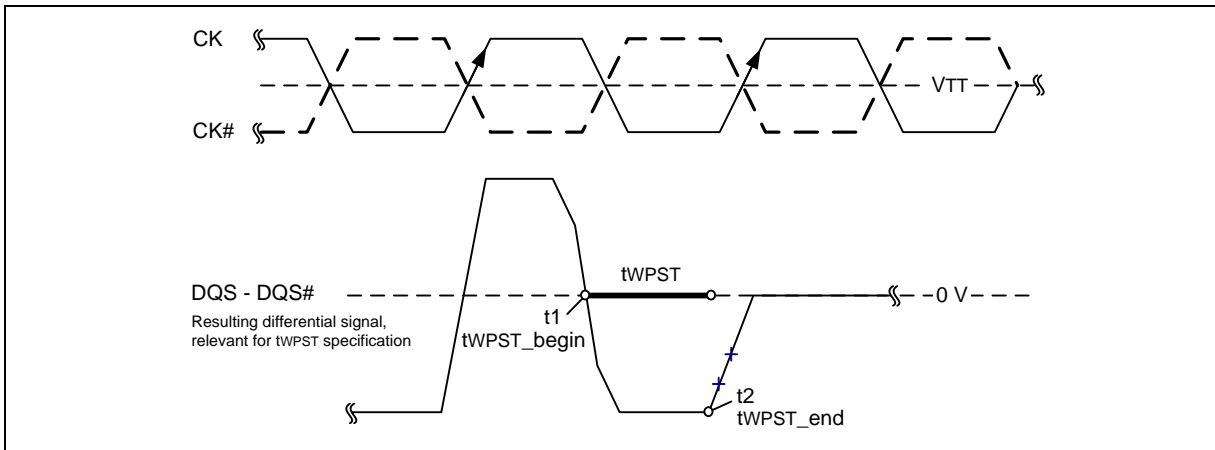 CK
VTT
CK#
tWPST
DQS - DQS#
0 V
Resulting differential signal,
relevant for tWPST specification
t1
tWPST_begin
t2
tWPST_end